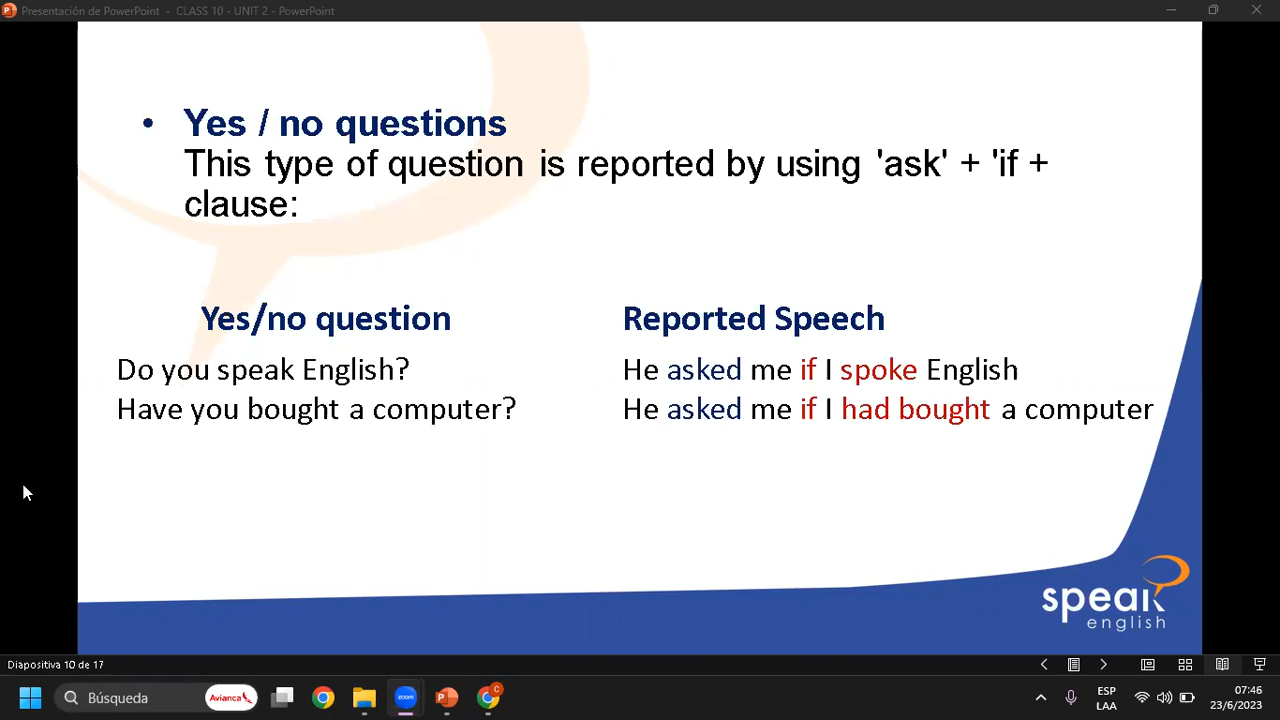 Presentación de PowerPoint - CLASS 10 - UNIT 2 - PowerPoint
• Yes / no questions
This type of question is reported by using 'ask' + 'if +
clause:
Yes/no question
Reported Speech
Do you speak English?
He asked me if I spoke English
Have you bought a computer?
He asked me if I had bought a computer
speak
english
Diapositiva 10 de 17
Búsqueda
Avianca
zoom
C
ESP
LAA
07:46
23/6/2023